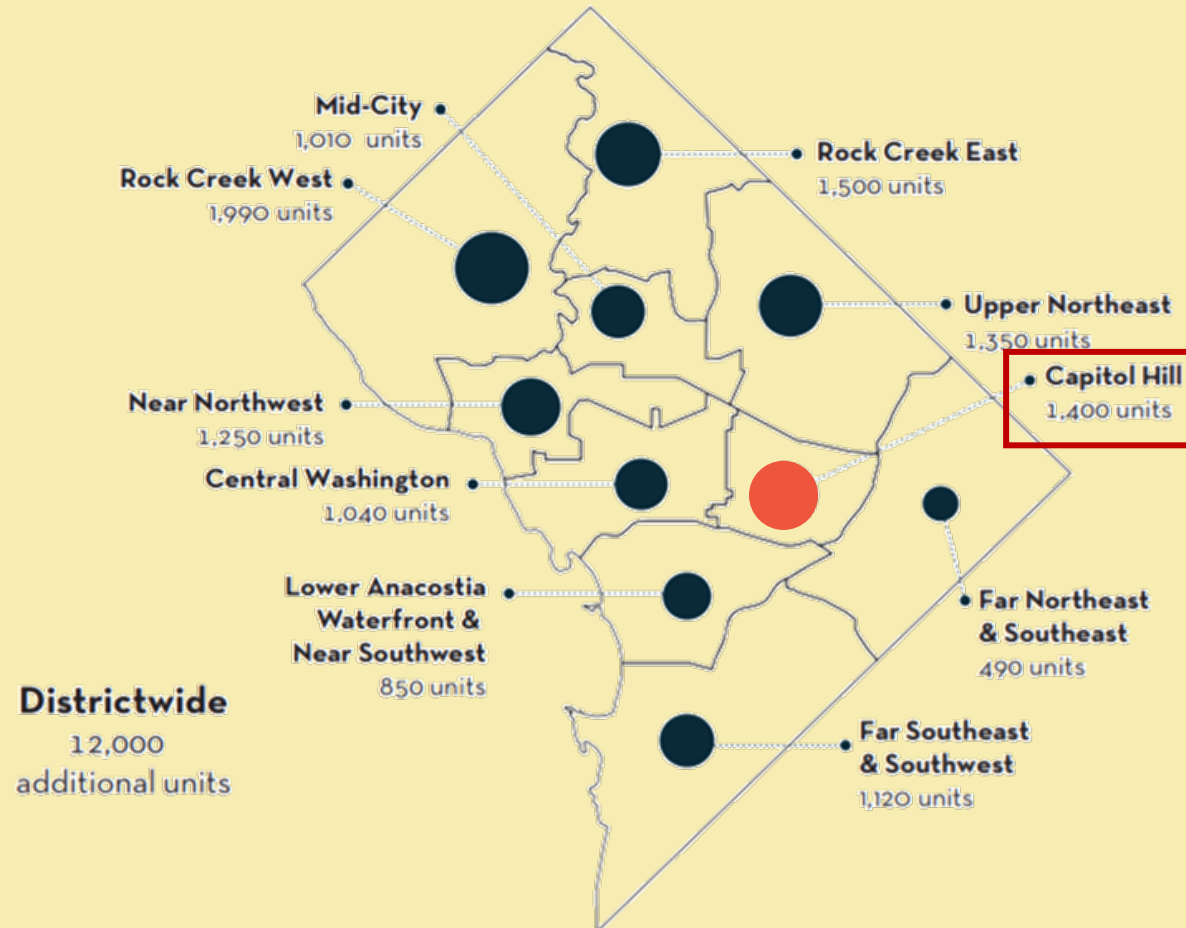 Mid-City
1,010 units
Rock Creek East
1,500 units
Rock Creek West
1,990 units
Upper Northeast
1,350 units
Capitol Hill
1,400 units
Near Northwest
1,250 units
Central Washington
1,040 units
Lower Anacostia
Waterfront &
Near Southwest
850 units
Far Northeast
& Southeast
490 units
Districtwide
12,000
additional units
Far Southeast
& Southwest
1,120 units